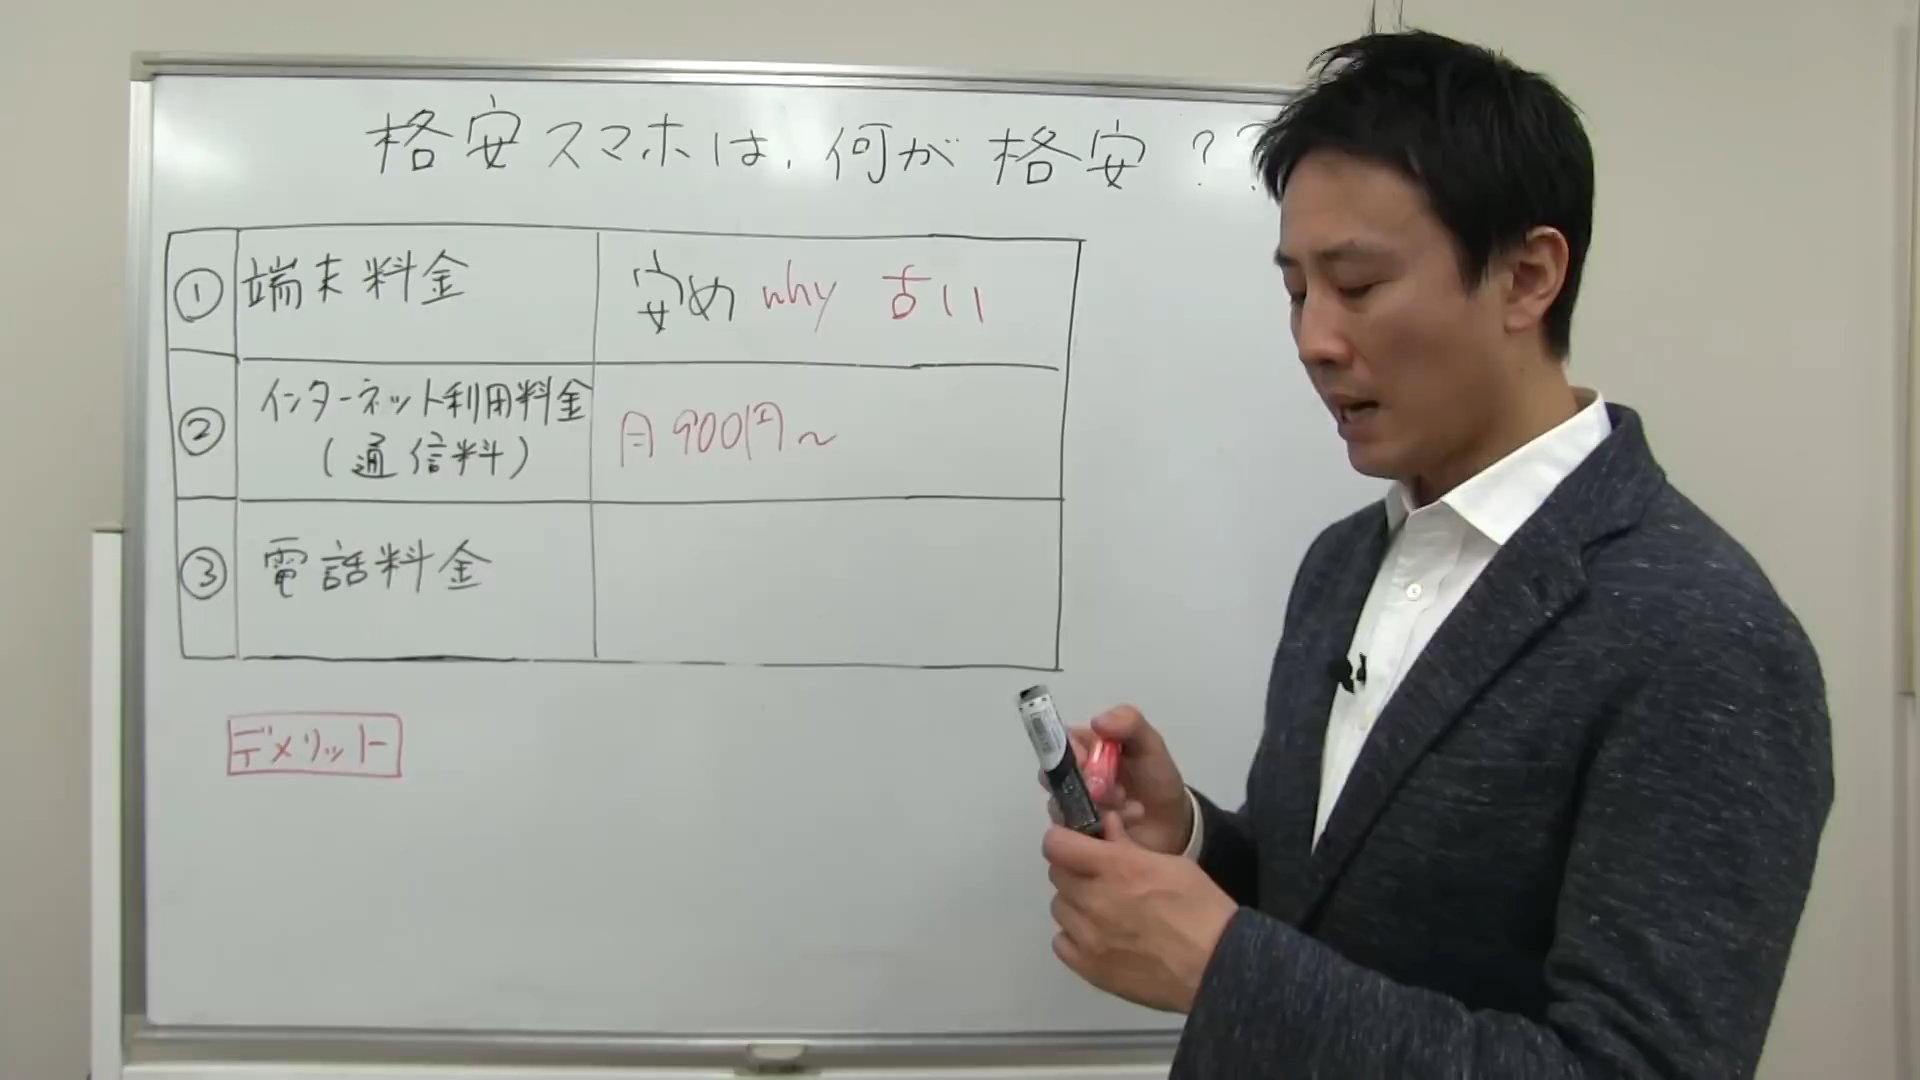 格安スマホは、何が格安??
① 端末料金 安め why 古い
② インターネット利用料金 月900円~
(通信料)
③ 電話料金
デメリット